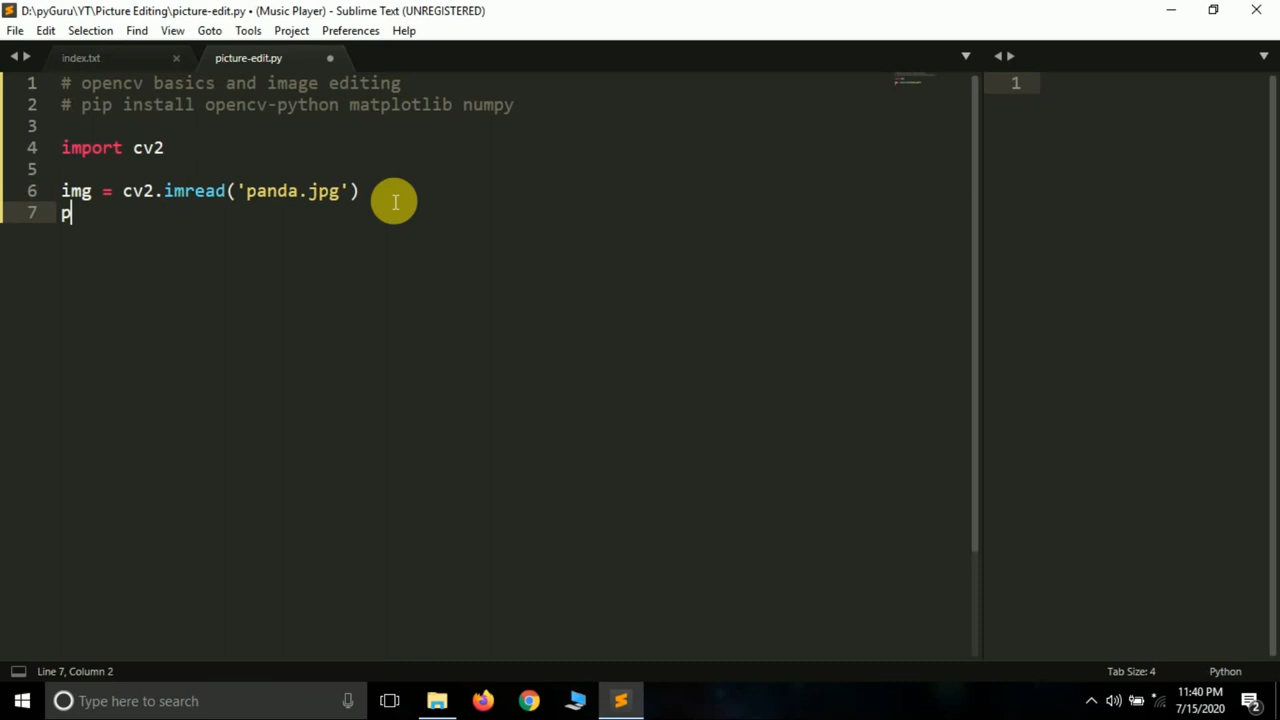 D:\pyGuru\YT\Picture Editing\picture-edit.py • (Music Player) - Sublime Text (UNREGISTERED)
File Edit Selection Find View Goto Tools Project Preferences Help
index.txt × picture-edit.py
1 # opencv basics and image editing
2 # pip install opencv-python matplotlib numpy
3
4 import cv2
5
6 img = cv2.imread('panda.jpg')
7 p
1
Line 7, Column 2 Tab Size: 4 Python
Type here to search
11:40 PM
7/15/2020
2